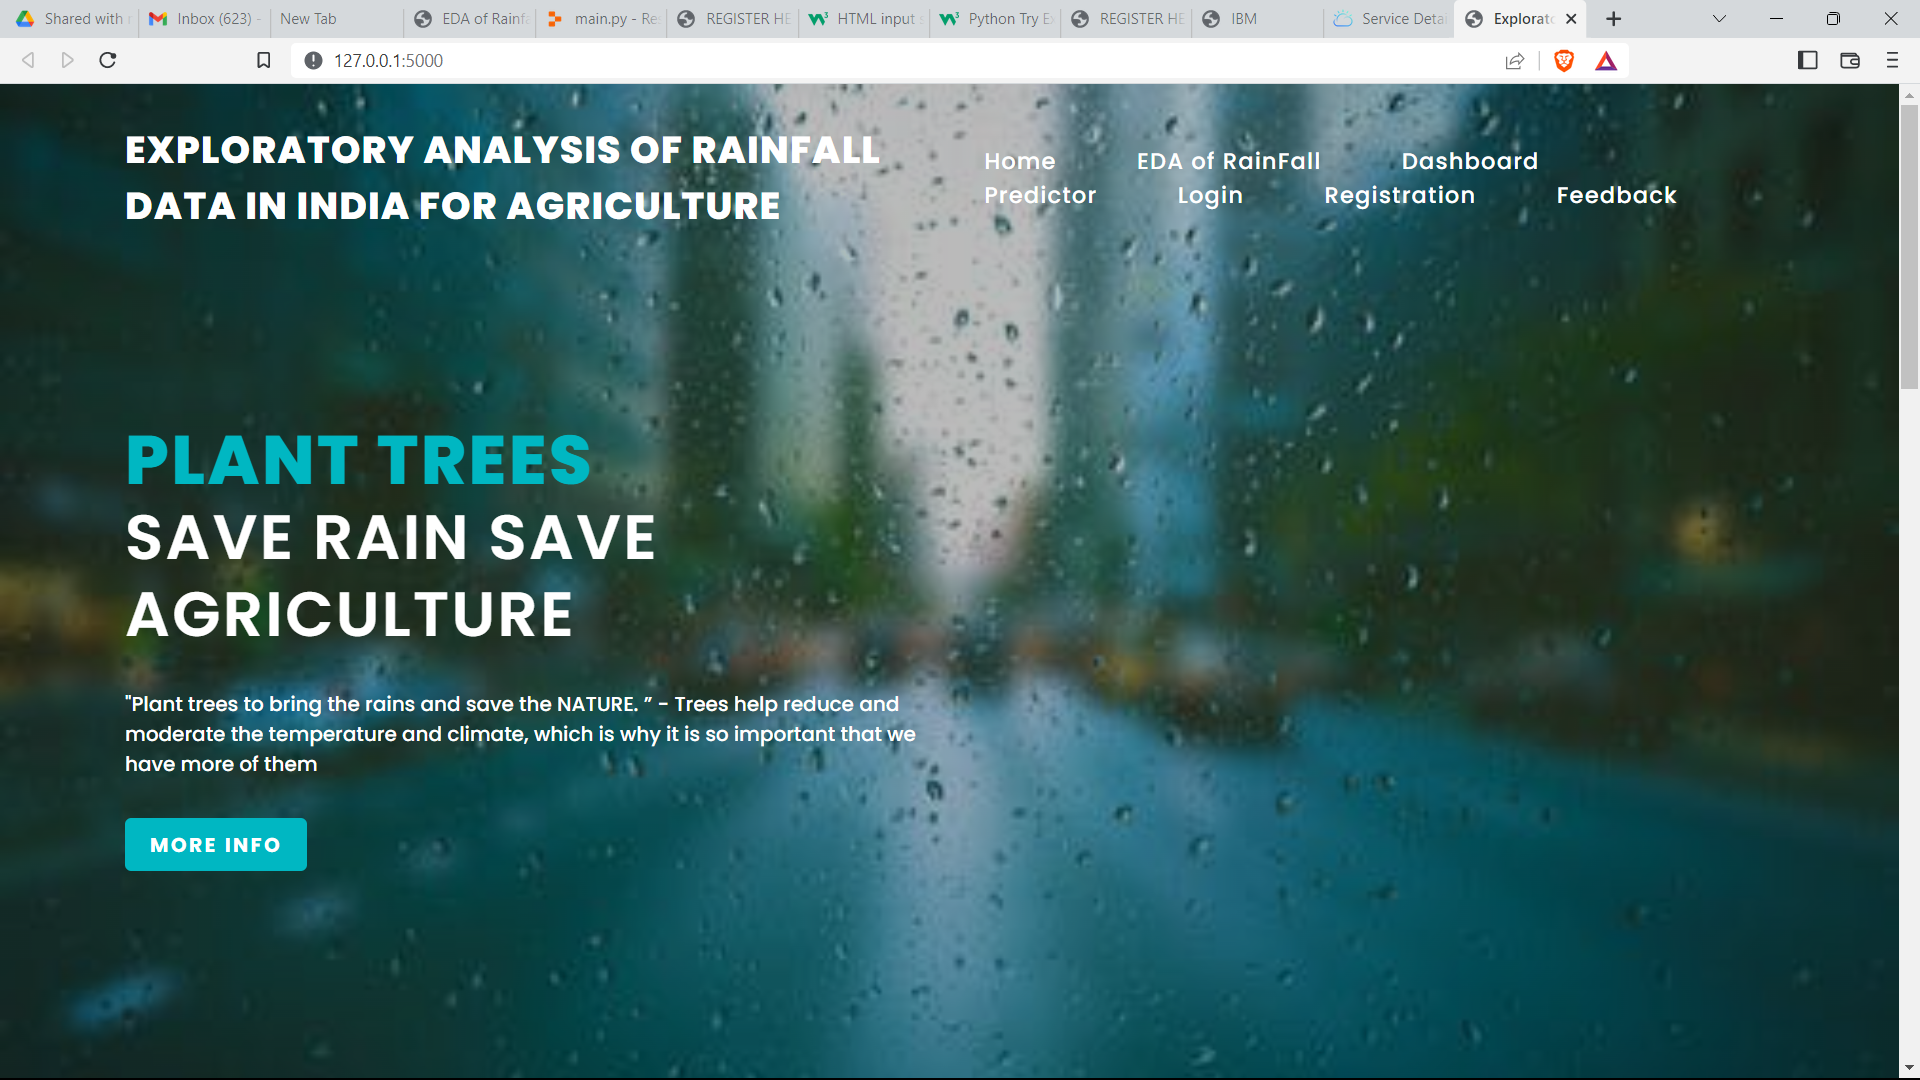 Shared with
Inbox (623) -
New Tab
EDA of Rainfa
main.py - Re
REGISTER HE
HTML input
Python Try E
REGISTER HE
IBM
Service Detai
Explorat
127.0.0.1:5000
EXPLORATORY ANALYSIS OF RAINFALL
DATA IN INDIA FOR AGRICULTURE
Home EDA of RainFall Dashboard
Predictor Login Registration Feedback
PLANT TREES
SAVE RAIN SAVE
AGRICULTURE
"Plant trees to bring the rains and save the NATURE. ” - Trees help reduce and
moderate the temperature and climate, which is why it is so important that we
have more of them
MORE INFO